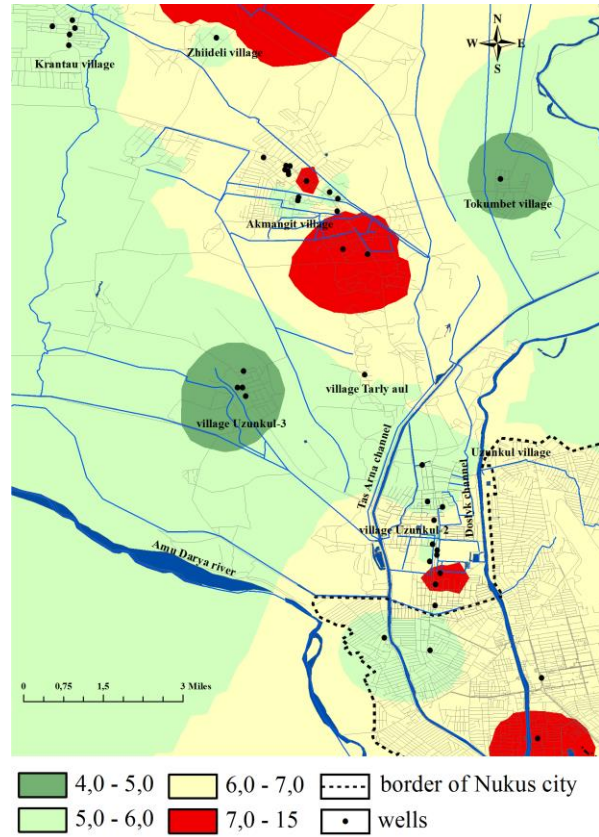 N
W E
S
Krantau village
Zhiideli village
Tokumbet village
Akmangit village
village Tarly aul
village Uzunkul-3
Tas Arna channel
Dostyk channel
Uzunkul village
village Uzunkul-2
Amu Darya river
0 0,75 1,5 3 Miles
4,0 - 5,0 6,0 - 7,0 border of Nukus city
5,0 - 6,0 7,0 - 15 wells